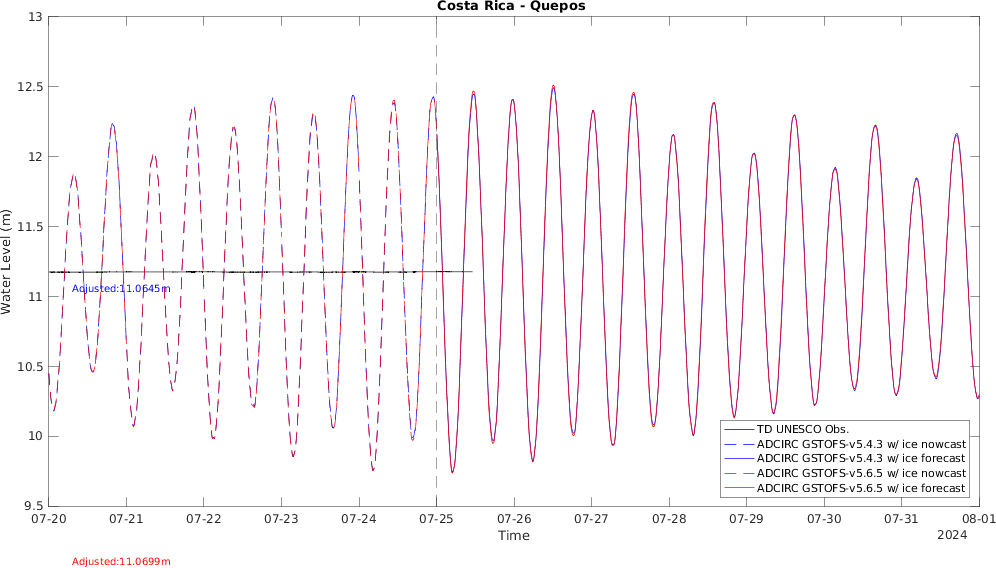 Costa Rica - Quepos
13
12.5
12
11.5
11
10.5
10
9.5
Water Level (m)
Adjusted:11.0645m
TD UNESCO Obs.
ADCIRC GSTOFS-v5.4.3 w/ ice nowcast
ADCIRC GSTOFS-v5.4.3 w/ ice forecast
ADCIRC GSTOFS-v5.6.5 w/ ice nowcast
ADCIRC GSTOFS-v5.6.5 w/ ice forecast
07-20 07-21 07-22 07-23 07-24 07-25 07-26 07-27 07-28 07-29 07-30 07-31 08-01
Time
2024
Adjusted:11.0699m